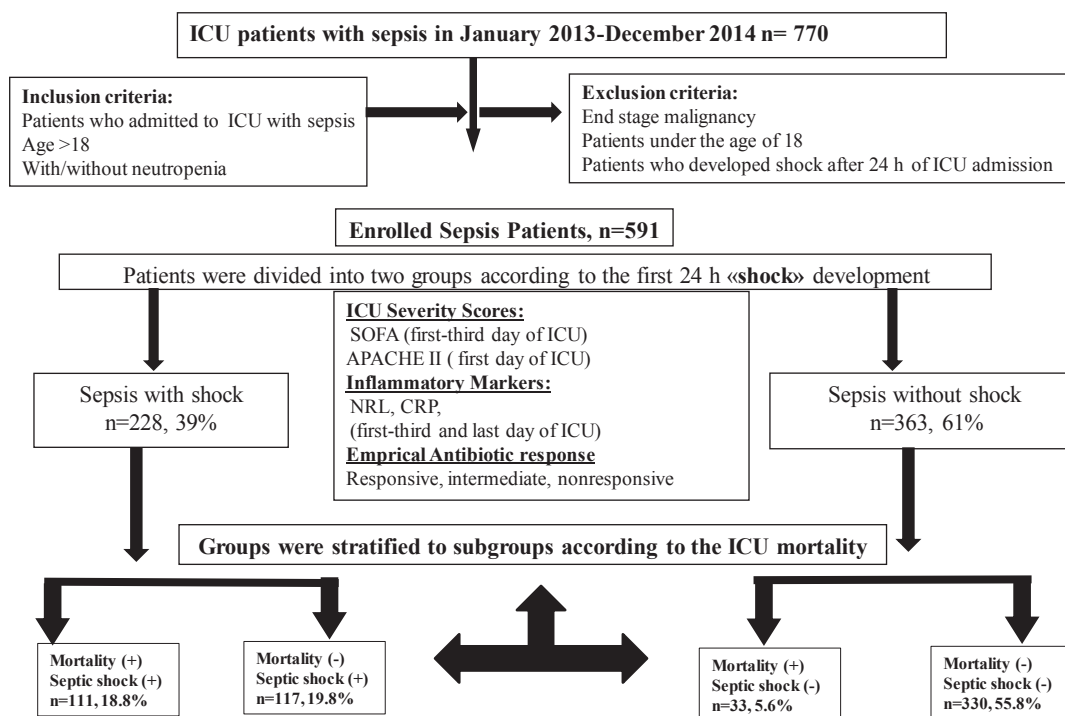 ICU patients with sepsis in January 2013-December 2014 n= 770
Inclusion criteria:
Patients who admitted to ICU with sepsis
Age >18
With/without neutropenia
Exclusion criteria:
End stage malignancy
Patients under the age of 18
Patients who developed shock after 24 h of ICU admission
Enrolled Sepsis Patients, n=591
Patients were divided into two groups according to the first 24 h «shock» development
ICU Severity Scores:
SOFA (first-third day of ICU)
APACHE II ( first day of ICU)
Inflammatory Markers:
NRL, CRP,
(first-third and last day of ICU)
Emprical Antibiotic response
Responsive, intermediate, nonresponsive
Sepsis with shock
n=228, 39%
Sepsis without shock
n=363, 61%
Groups were stratified to subgroups according to the ICU mortality
Mortality (+)
Septic shock (+)
n=111, 18.8%
Mortality (-)
Septic shock (+)
n=117, 19.8%
Mortality (+)
Septic shock (-)
n=33, 5.6%
Mortality (-)
Septic shock (-)
n=330, 55.8%